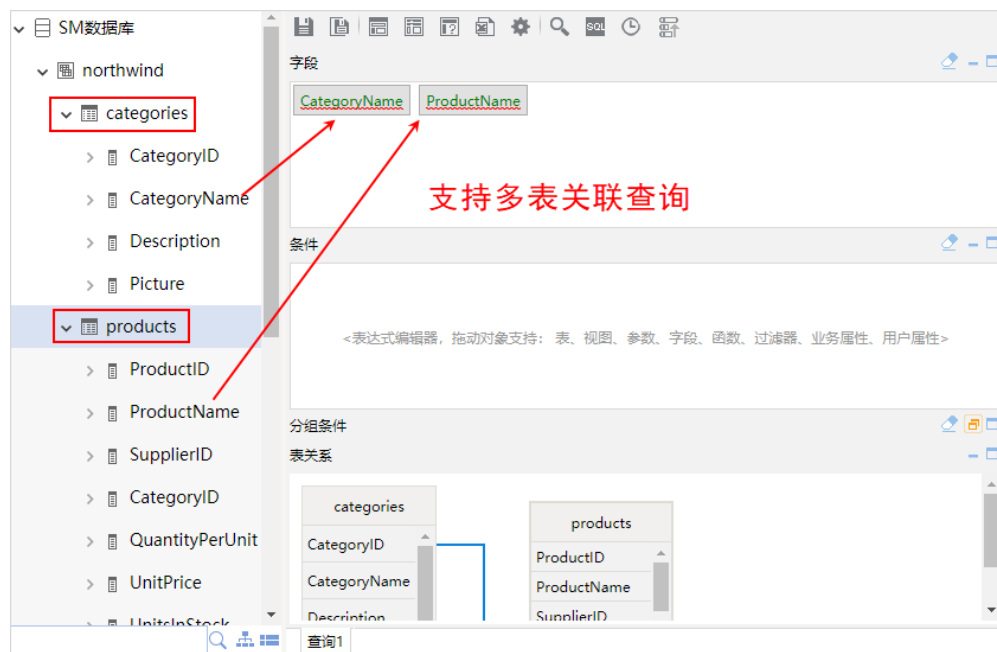 SM数据库
northwind
categories
CategoryID
CategoryName
Description
Picture
products
ProductID
ProductName
SupplierID
CategoryID
QuantityPerUnit
UnitPrice
UnitsInStock
SQL
字段
CategoryName ProductName
支持多表关联查询
条件
<表达式编辑器，拖动对象支持： 表、视图、参数、字段、函数、过滤器、业务属性、用户属性>
分组条件
表关系
categories
CategoryID
CategoryName
Description
products
ProductID
ProductName
SupplierID
查询1